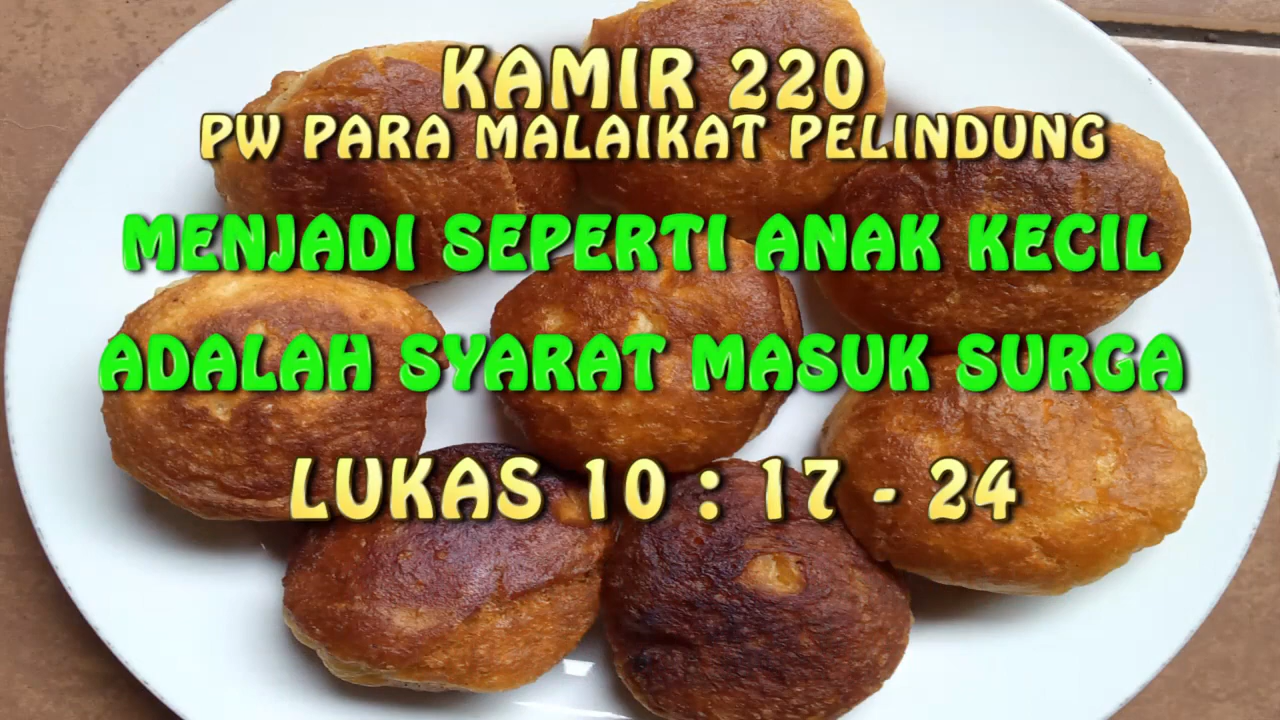 KAMIR 220
PW PARA MALAIKAT PELINDUNG
MENJADI SEPERTI ANAK KECIL
ADALAH SYARAT MASUK SURGA
LUKAS 10 : 17 - 24